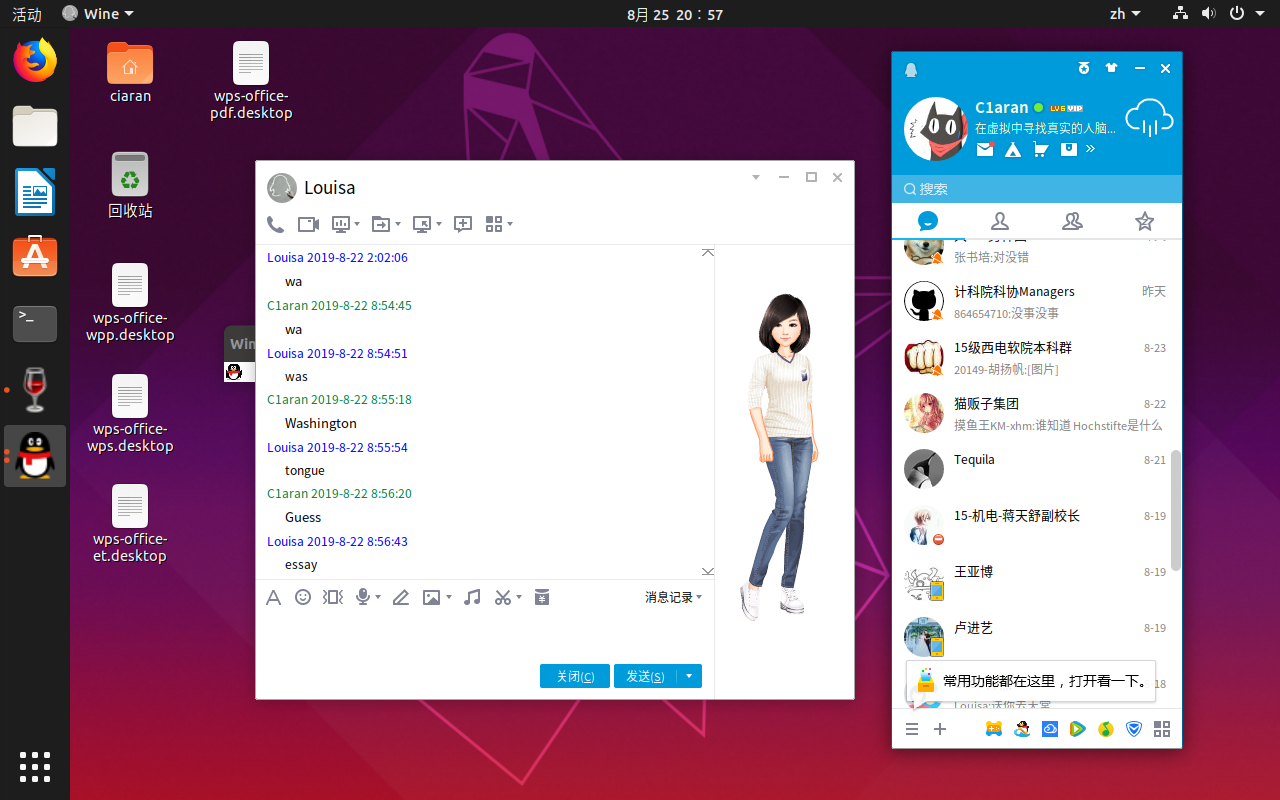 活动
Wine
8月 25 20：57
zh
ciaran
wps-office-
pdf.desktop
回收站
wps-office-
wpp.desktop
wps-office-
wps.desktop
wps-office-
et.desktop
Win
Louisa
Louisa 2019-8-22 2:02:06
wa
C1aran 2019-8-22 8:54:45
wa
Louisa 2019-8-22 8:54:51
was
C1aran 2019-8-22 8:55:18
Washington
Louisa 2019-8-22 8:55:54
tongue
C1aran 2019-8-22 8:56:20
Guess
Louisa 2019-8-22 8:56:43
essay
消息记录
关闭(C)
发送(S)
C1aran
LV6 VIP
在虚拟中寻找真实的人脑...
搜索
张书培:对没错
计科院科协Managers
昨天
864654710:没事没事
15级西电软院本科群
8-23
20149-胡扬帆:[图片]
猫贩子集团
8-22
摸鱼王KM-xhm:谁知道 Hochstifte是什么
Tequila
8-21
15-机电-蒋天舒副校长
8-19
王亚博
8-19
卢进艺
8-19
常用功能都在这里，打开看一下。
18
Louisa:送你去天堂